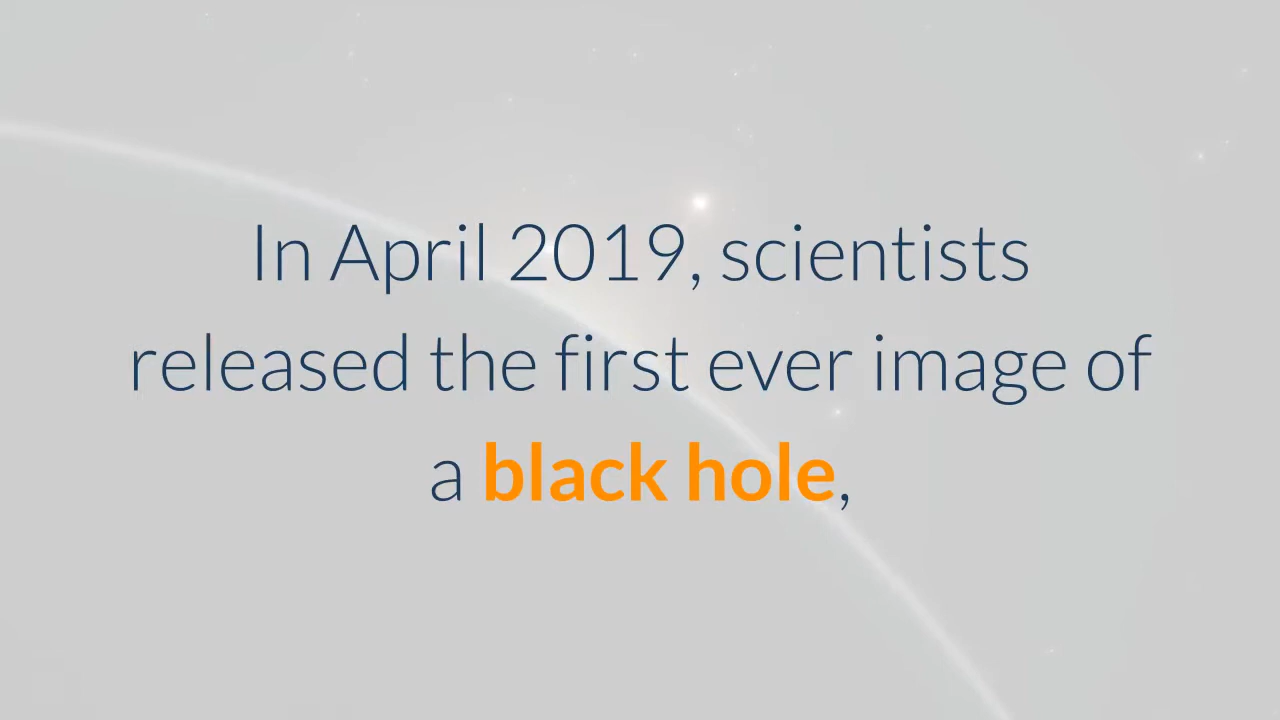 In April 2019, scientists
released the first ever image of
a black hole,